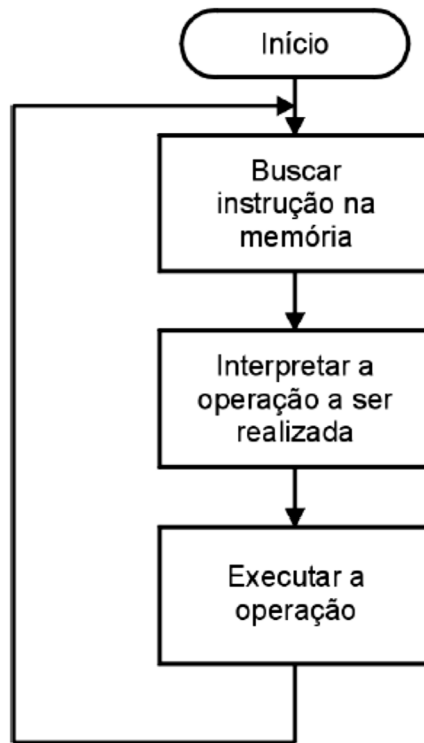 Início
Buscar
instrução na
memória
Interpretar a
operação a ser
realizada
Executar a
operação